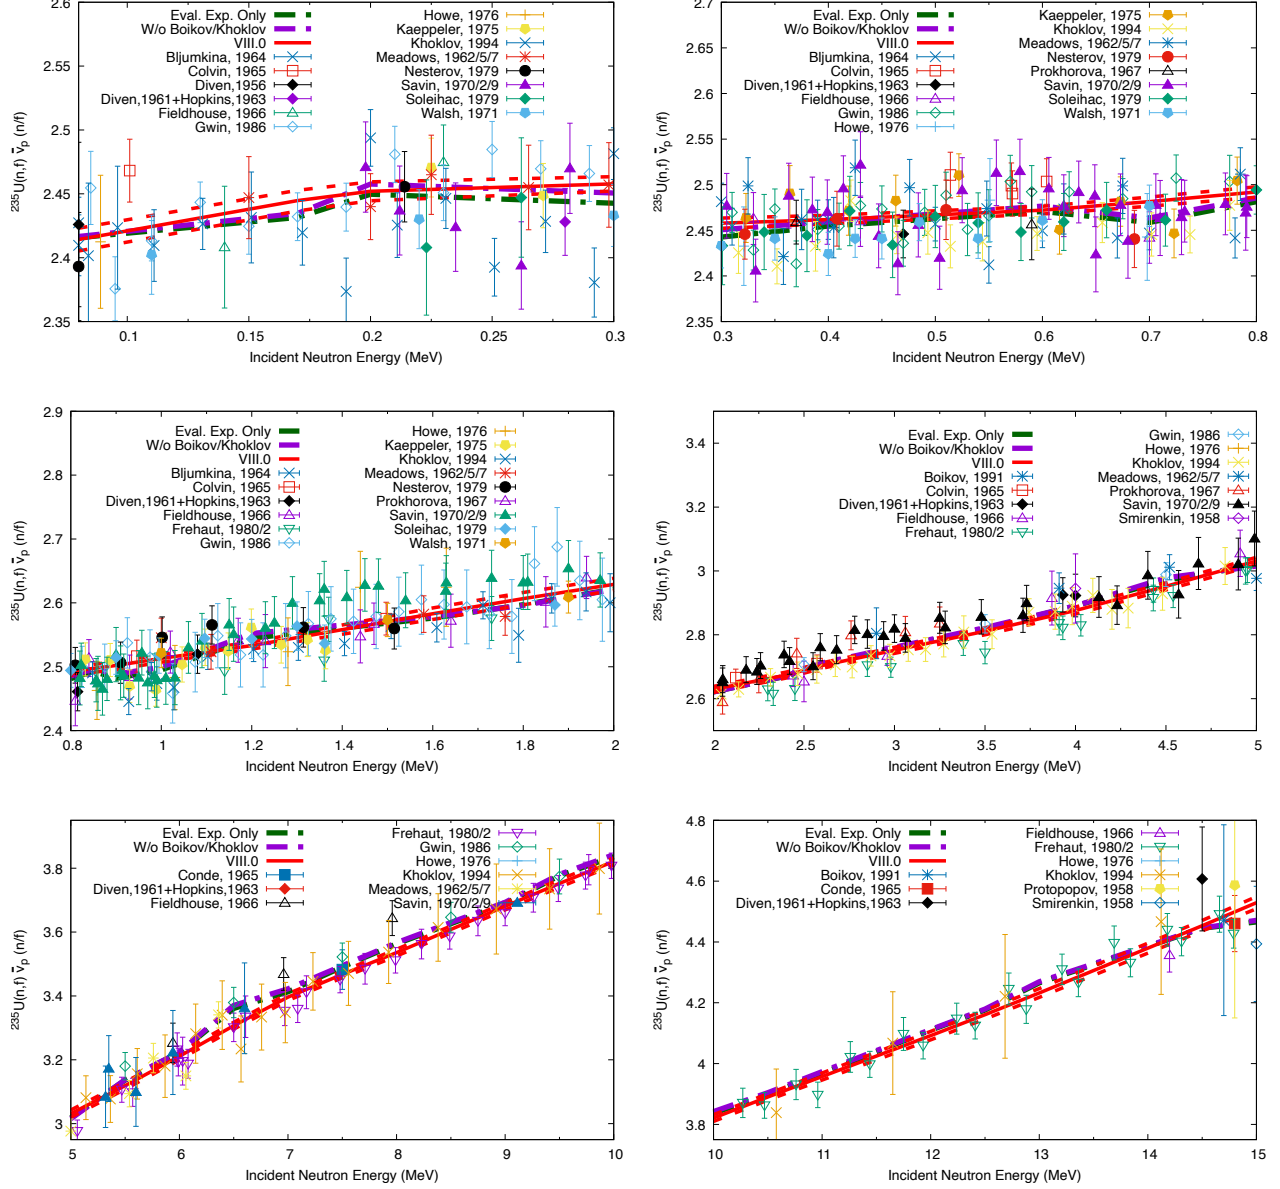 2.6
2.55
2.5
2.45
2.4
2.35
0.1
0.15
0.2
0.25
0.3
²³⁵U(n,f) ν̄ₚ (n/f)
Incident Neutron Energy (MeV)
Eval. Exp. Only
W/o Boikov/Khoklov
VIII.0
Bljumkina, 1964
Colvin, 1965
Diven, 1956
Diven,1961+Hopkins,1963
Fieldhouse, 1966
Gwin, 1986
Howe, 1976
Kaeppeler, 1975
Khoklov, 1994
Meadows, 1962/5/7
Nesterov, 1979
Savin, 1970/2/9
Soleihac, 1979
Walsh, 1971
2.7
2.65
2.6
2.55
2.5
2.45
2.4
2.35
0.3
0.4
0.5
0.6
0.7
0.8
²³⁵U(n,f) ν̄ₚ (n/f)
Incident Neutron Energy (MeV)
Eval. Exp. Only
W/o Boikov/Khoklov
VIII.0
Bljumkina, 1964
Colvin, 1965
Diven,1961+Hopkins,1963
Fieldhouse, 1966
Gwin, 1986
Howe, 1976
Kaeppeler, 1975
Khoklov, 1994
Meadows, 1962/5/7
Nesterov, 1979
Prokhorova, 1967
Savin, 1970/2/9
Soleihac, 1979
Walsh, 1971
2.9
2.8
2.7
2.6
2.5
2.4
0.8
1
1.2
1.4
1.6
1.8
2
²³⁵U(n,f) ν̄ₚ (n/f)
Incident Neutron Energy (MeV)
Eval. Exp. Only
W/o Boikov/Khoklov
VIII.0
Bljumkina, 1964
Colvin, 1965
Diven,1961+Hopkins,1963
Fieldhouse, 1966
Frehaut, 1980/2
Gwin, 1986
Howe, 1976
Kaeppeler, 1975
Khoklov, 1994
Meadows, 1962/5/7
Nesterov, 1979
Prokhorova, 1967
Savin, 1970/2/9
Soleihac, 1979
Walsh, 1971
3.4
3.2
3
2.8
2.6
2
2.5
3
3.5
4
4.5
5
²³⁵U(n,f) ν̄ₚ (n/f)
Incident Neutron Energy (MeV)
Eval. Exp. Only
W/o Boikov/Khoklov
VIII.0
Boikov, 1991
Colvin, 1965
Diven,1961+Hopkins,1963
Fieldhouse, 1966
Frehaut, 1980/2
Gwin, 1986
Howe, 1976
Khoklov, 1994
Meadows, 1962/5/7
Prokhorova, 1967
Savin, 1970/2/9
Smirenkin, 1958
3.8
3.6
3.4
3.2
3
5
6
7
8
9
10
²³⁵U(n,f) ν̄ₚ (n/f)
Incident Neutron Energy (MeV)
Eval. Exp. Only
W/o Boikov/Khoklov
VIII.0
Conde, 1965
Diven,1961+Hopkins,1963
Fieldhouse, 1966
Frehaut, 1980/2
Gwin, 1986
Howe, 1976
Khoklov, 1994
Meadows, 1962/5/7
Savin, 1970/2/9
4.8
4.6
4.4
4.2
4
3.8
10
11
12
13
14
15
²³⁵U(n,f) ν̄ₚ (n/f)
Incident Neutron Energy (MeV)
Eval. Exp. Only
W/o Boikov/Khoklov
VIII.0
Boikov, 1991
Conde, 1965
Diven,1961+Hopkins,1963
Fieldhouse, 1966
Frehaut, 1980/2
Howe, 1976
Khoklov, 1994
Protopopov, 1958
Smirenkin, 1958